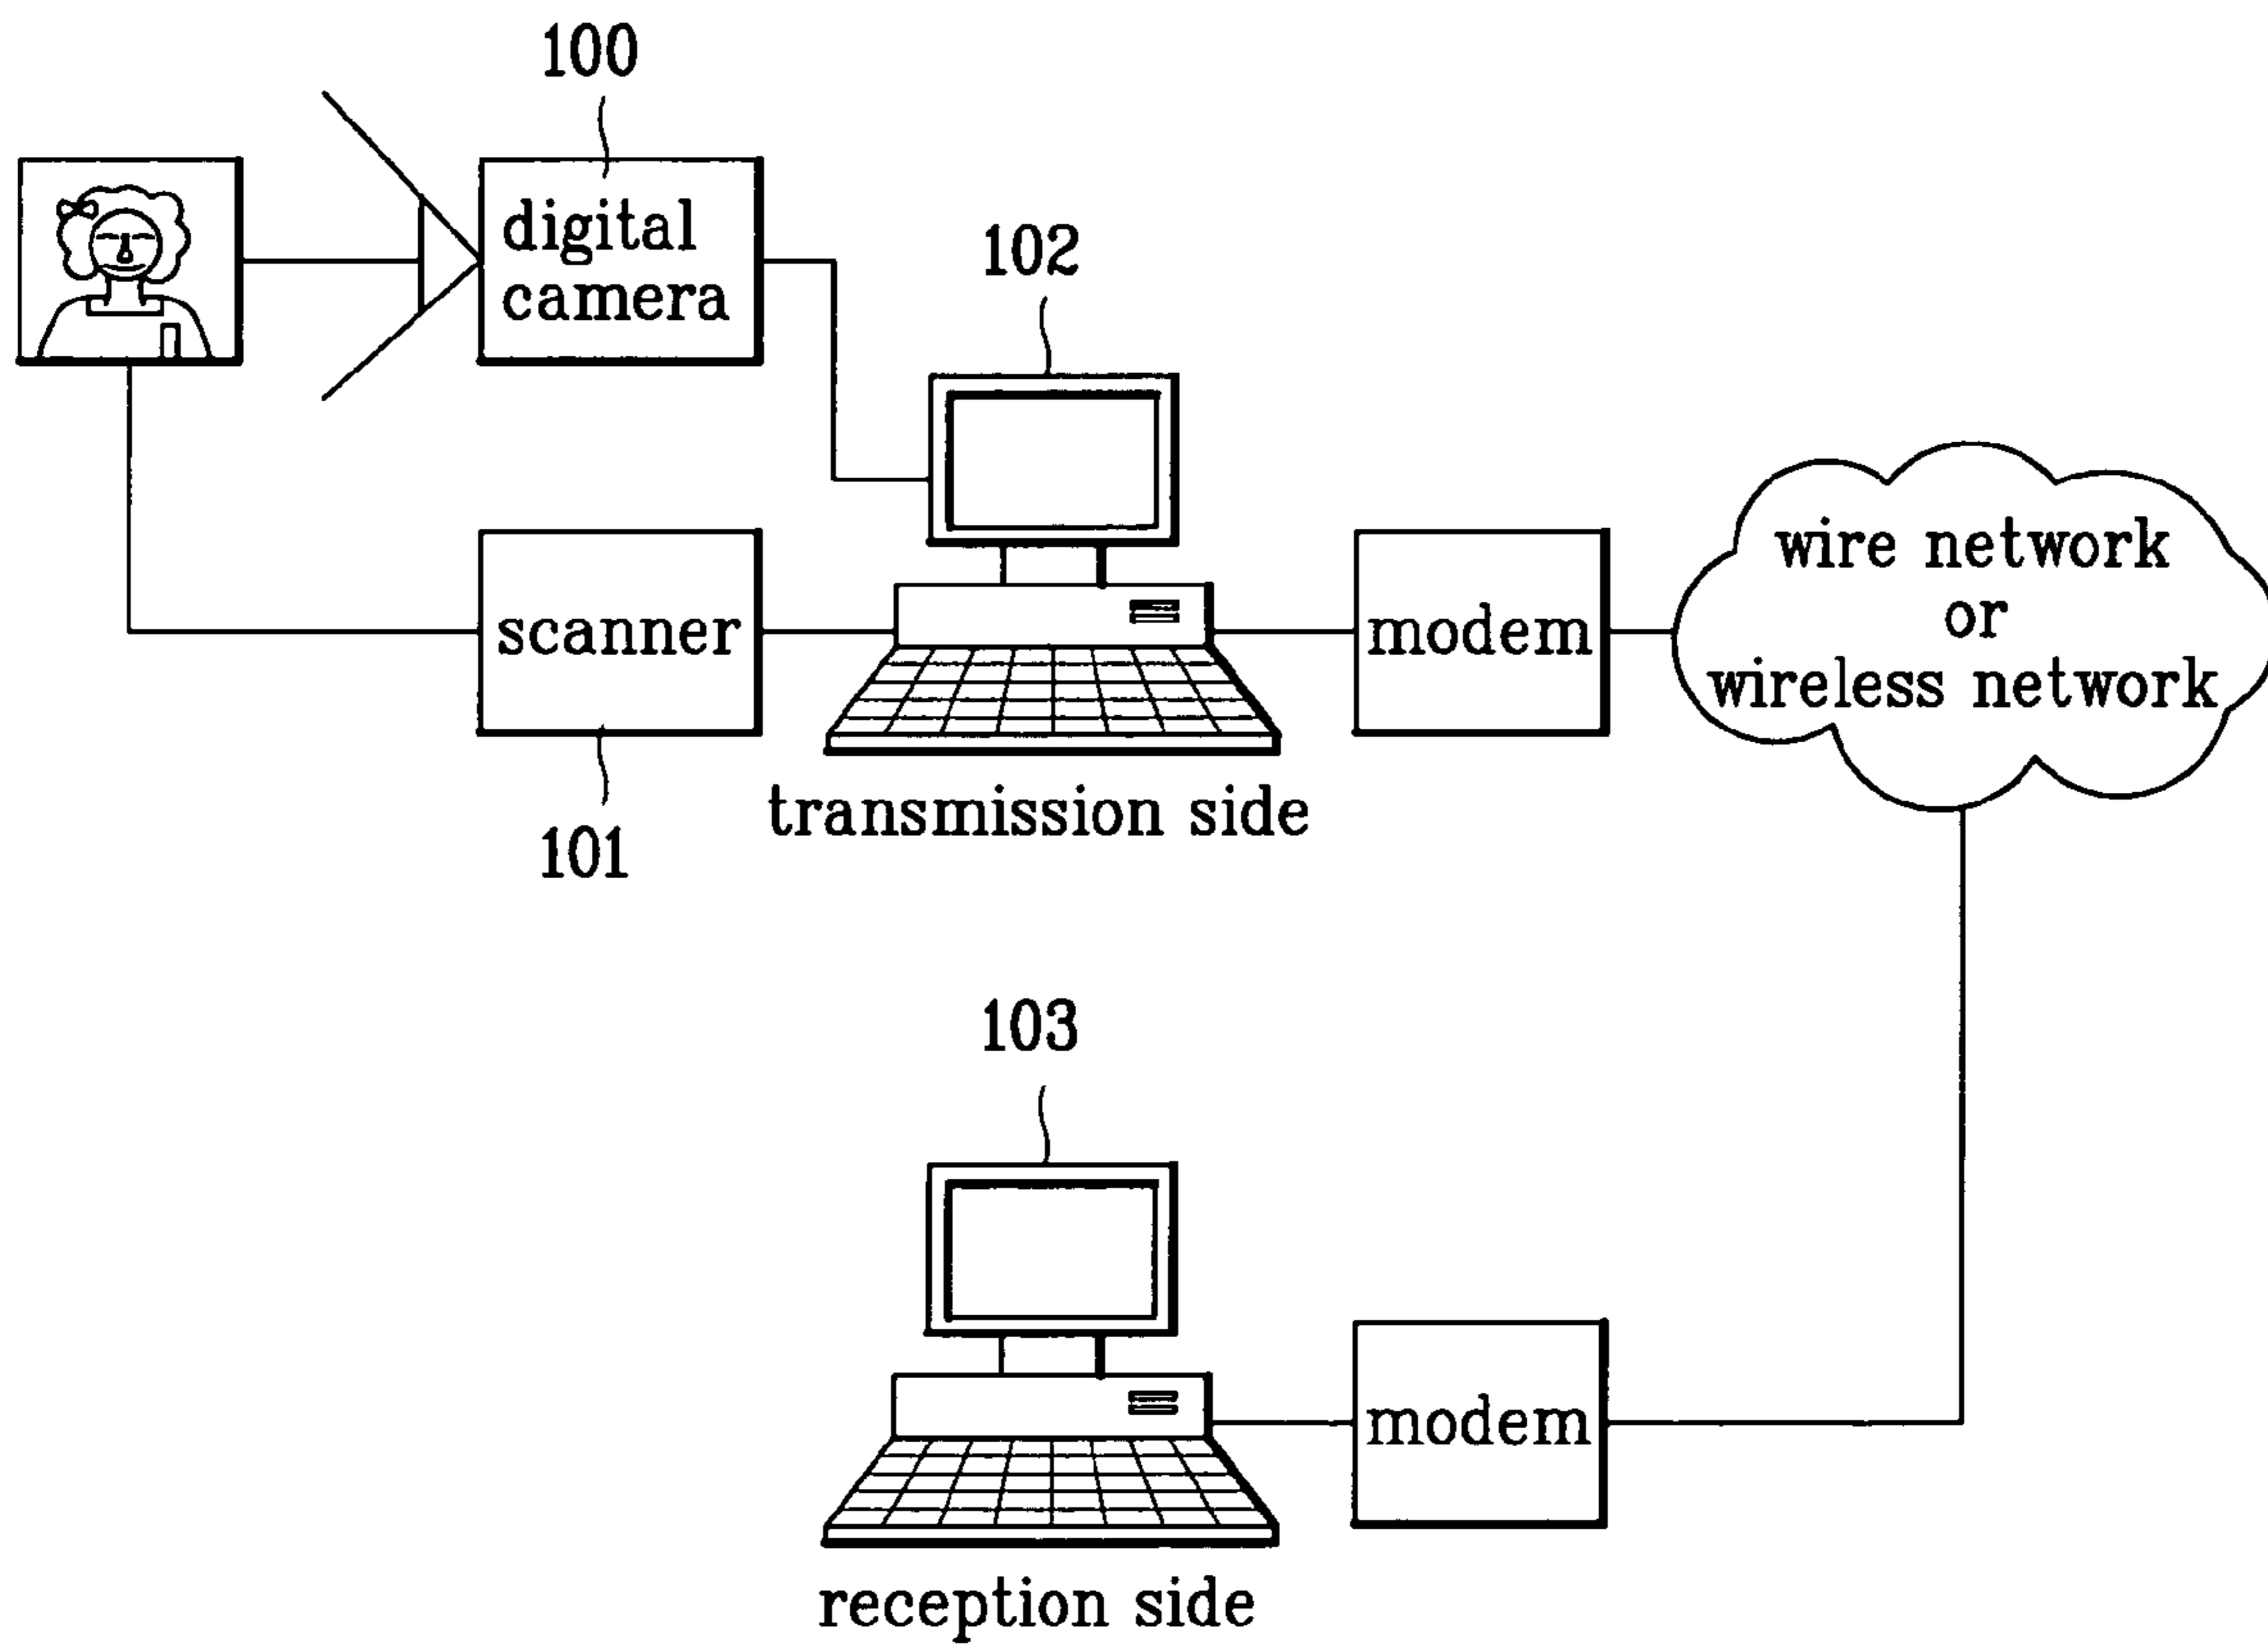 100
digital
camera
102
scanner
101
transmission side
modem
wire network
or
wireless network
103
modem
reception side